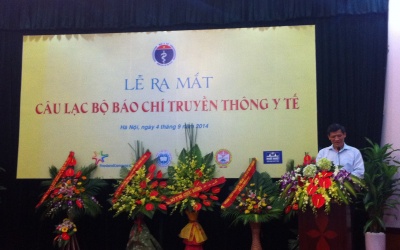 LỄ RA MẮT
CÂU LẠC BỘ BÁO CHÍ TRUYỀN THÔNG Y TẾ
Hà Nội, ngày 4 tháng 9 năm 2014